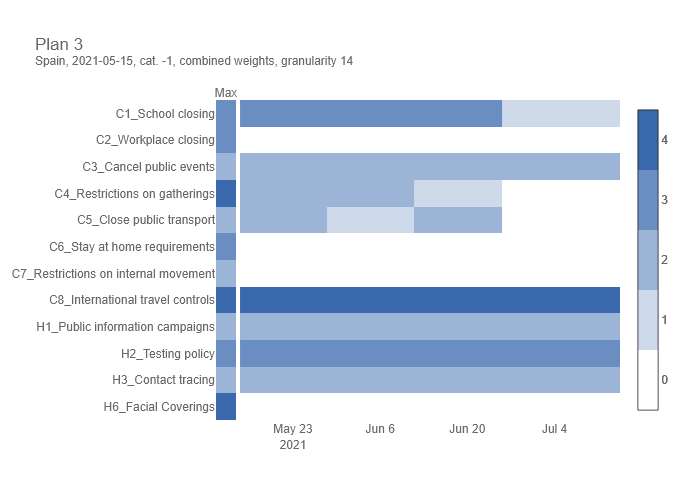 Plan 3
Spain, 2021-05-15, cat. -1, combined weights, granularity 14
Max
C1_School closing
C2_Workplace closing
C3_Cancel public events
C4_Restrictions on gatherings
C5_Close public transport
C6_Stay at home requirements
C7_Restrictions on internal movement
C8_International travel controls
H1_Public information campaigns
H2_Testing policy
H3_Contact tracing
H6_Facial Coverings
May 23 Jun 6 Jun 20 Jul 4
2021
4
3
2
1
0